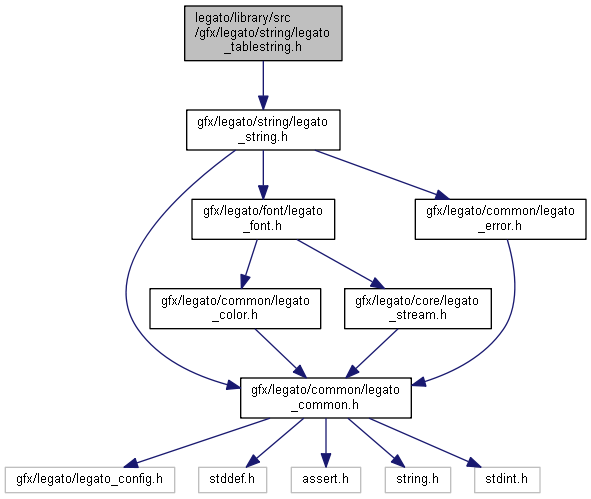 legato/library/src
/gfx/legato/string/legato
_tablestring.h
gfx/legato/string/legato
_string.h
gfx/legato/font/legato
_font.h
gfx/legato/common/legato
_error.h
gfx/legato/common/legato
_color.h
gfx/legato/core/legato
_stream.h
gfx/legato/common/legato
_common.h
gfx/legato/legato_config.h
stddef.h
assert.h
string.h
stdint.h